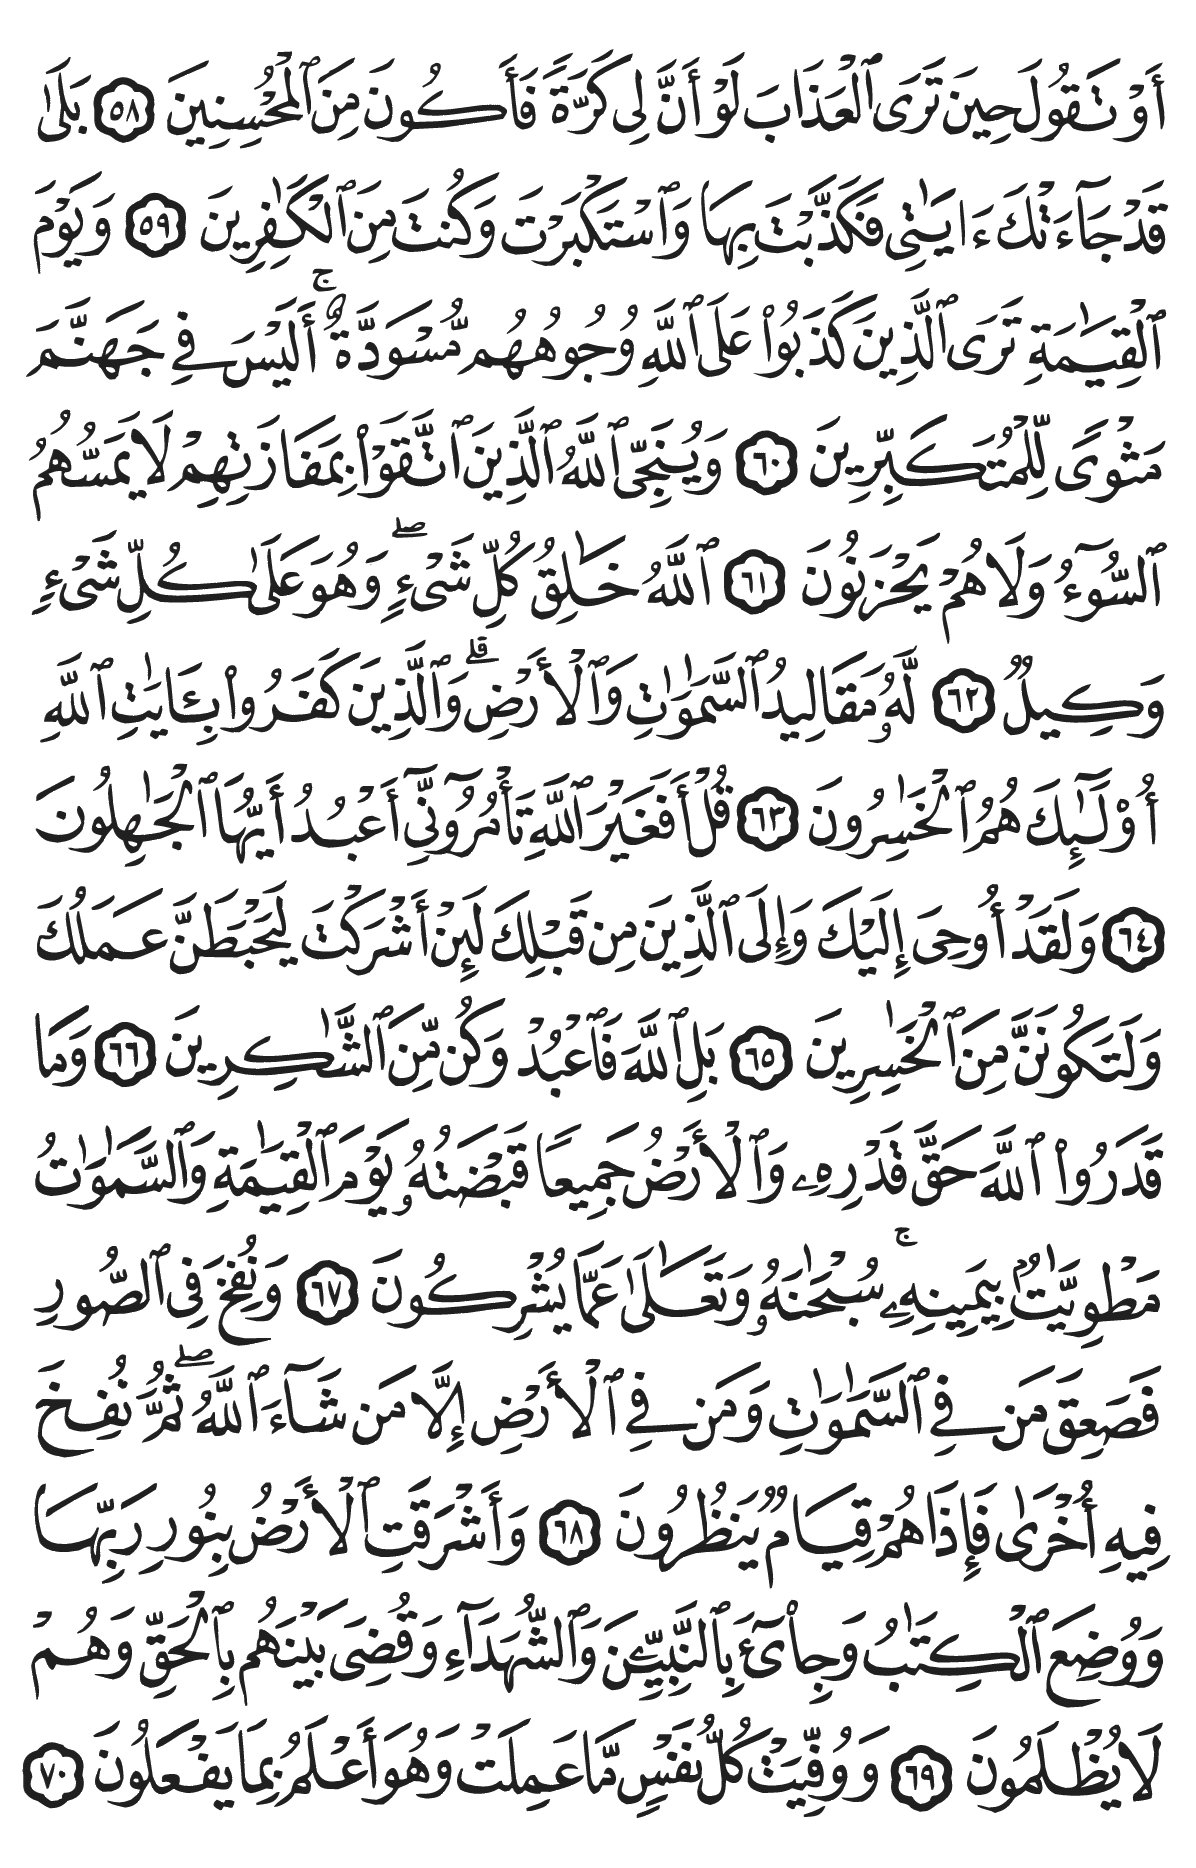 أَوۡ تَقُولَ حِينَ تَرَى ٱلۡعَذَابَ لَوۡ أَنَّ لِي كَرَّةٗ فَأَكُونَ مِنَ ٱلۡمُحۡسِنِينَ ٥٨ بَلَىٰ
قَدۡ جَآءَتۡكَ ءَايَٰتِي فَكَذَّبۡتَ بِهَا وَٱسۡتَكۡبَرۡتَ وَكُنتَ مِنَ ٱلۡكَٰفِرِينَ ٥٩ وَيَوۡمَ
ٱلۡقِيَٰمَةِ تَرَى ٱلَّذِينَ كَذَبُواْ عَلَى ٱللَّهِ وُجُوهُهُم مُّسۡوَدَّةٌۚ أَلَيۡسَ فِي جَهَنَّمَ
مَثۡوٗى لِّلۡمُتَكَبِّرِينَ ٦٠ وَيُنَجِّي ٱللَّهُ ٱلَّذِينَ ٱتَّقَوۡاْ بِمَفَازَتِهِمۡ لَا يَمَسُّهُمُ
ٱلسُّوٓءُ وَلَا هُمۡ يَحۡزَنُونَ ٦١ ٱللَّهُ خَٰلِقُ كُلِّ شَيۡءٖۖ وَهُوَ عَلَىٰ كُلِّ شَيۡءٖ
وَكِيلٞ ٦٢ لَّهُۥ مَقَالِيدُ ٱلسَّمَٰوَٰتِ وَٱلۡأَرۡضِۗ وَٱلَّذِينَ كَفَرُواْ بِـَٔايَٰتِ ٱللَّهِ
أُوْلَٰٓئِكَ هُمُ ٱلۡخَٰسِرُونَ ٦٣ قُلۡ أَفَغَيۡرَ ٱللَّهِ تَأۡمُرُوٓنِّيٓ أَعۡبُدُ أَيُّهَا ٱلۡجَٰهِلُونَ
٦٤ وَلَقَدۡ أُوحِيَ إِلَيۡكَ وَإِلَى ٱلَّذِينَ مِن قَبۡلِكَ لَئِنۡ أَشۡرَكۡتَ لَيَحۡبَطَنَّ عَمَلُكَ
وَلَتَكُونَنَّ مِنَ ٱلۡخَٰسِرِينَ ٦٥ بَلِ ٱللَّهَ فَٱعۡبُدۡ وَكُن مِّنَ ٱلشَّٰكِرِينَ ٦٦ وَمَا
قَدَرُواْ ٱللَّهَ حَقَّ قَدۡرِهِۦ وَٱلۡأَرۡضُ جَمِيعٗا قَبۡضَتُهُۥ يَوۡمَ ٱلۡقِيَٰمَةِ وَٱلسَّمَٰوَٰتُ
مَطۡوِيَّٰتُۢ بِيَمِينِهِۦۚ سُبۡحَٰنَهُۥ وَتَعَٰلَىٰ عَمَّا يُشۡرِكُونَ ٦٧ وَنُفِخَ فِي ٱلصُّورِ
فَصَعِقَ مَن فِي ٱلسَّمَٰوَٰتِ وَمَن فِي ٱلۡأَرۡضِ إِلَّا مَن شَآءَ ٱللَّهُۖ ثُمَّ نُفِخَ
فِيهِ أُخۡرَىٰ فَإِذَا هُمۡ قِيَامٞ يَنظُرُونَ ٦٨ وَأَشۡرَقَتِ ٱلۡأَرۡضُ بِنُورِ رَبِّهَا
وَوُضِعَ ٱلۡكِتَٰبُ وَجِاْيٓءَ بِٱلنَّبِيِّـۧنَ وَٱلشُّهَدَآءِ وَقُضِيَ بَيۡنَهُم بِٱلۡحَقِّ وَهُمۡ
لَا يُظۡلَمُونَ ٦٩ وَوُفِّيَتۡ كُلُّ نَفۡسٖ مَّا عَمِلَتۡ وَهُوَ أَعۡلَمُ بِمَا يَفۡعَلُونَ ٧٠